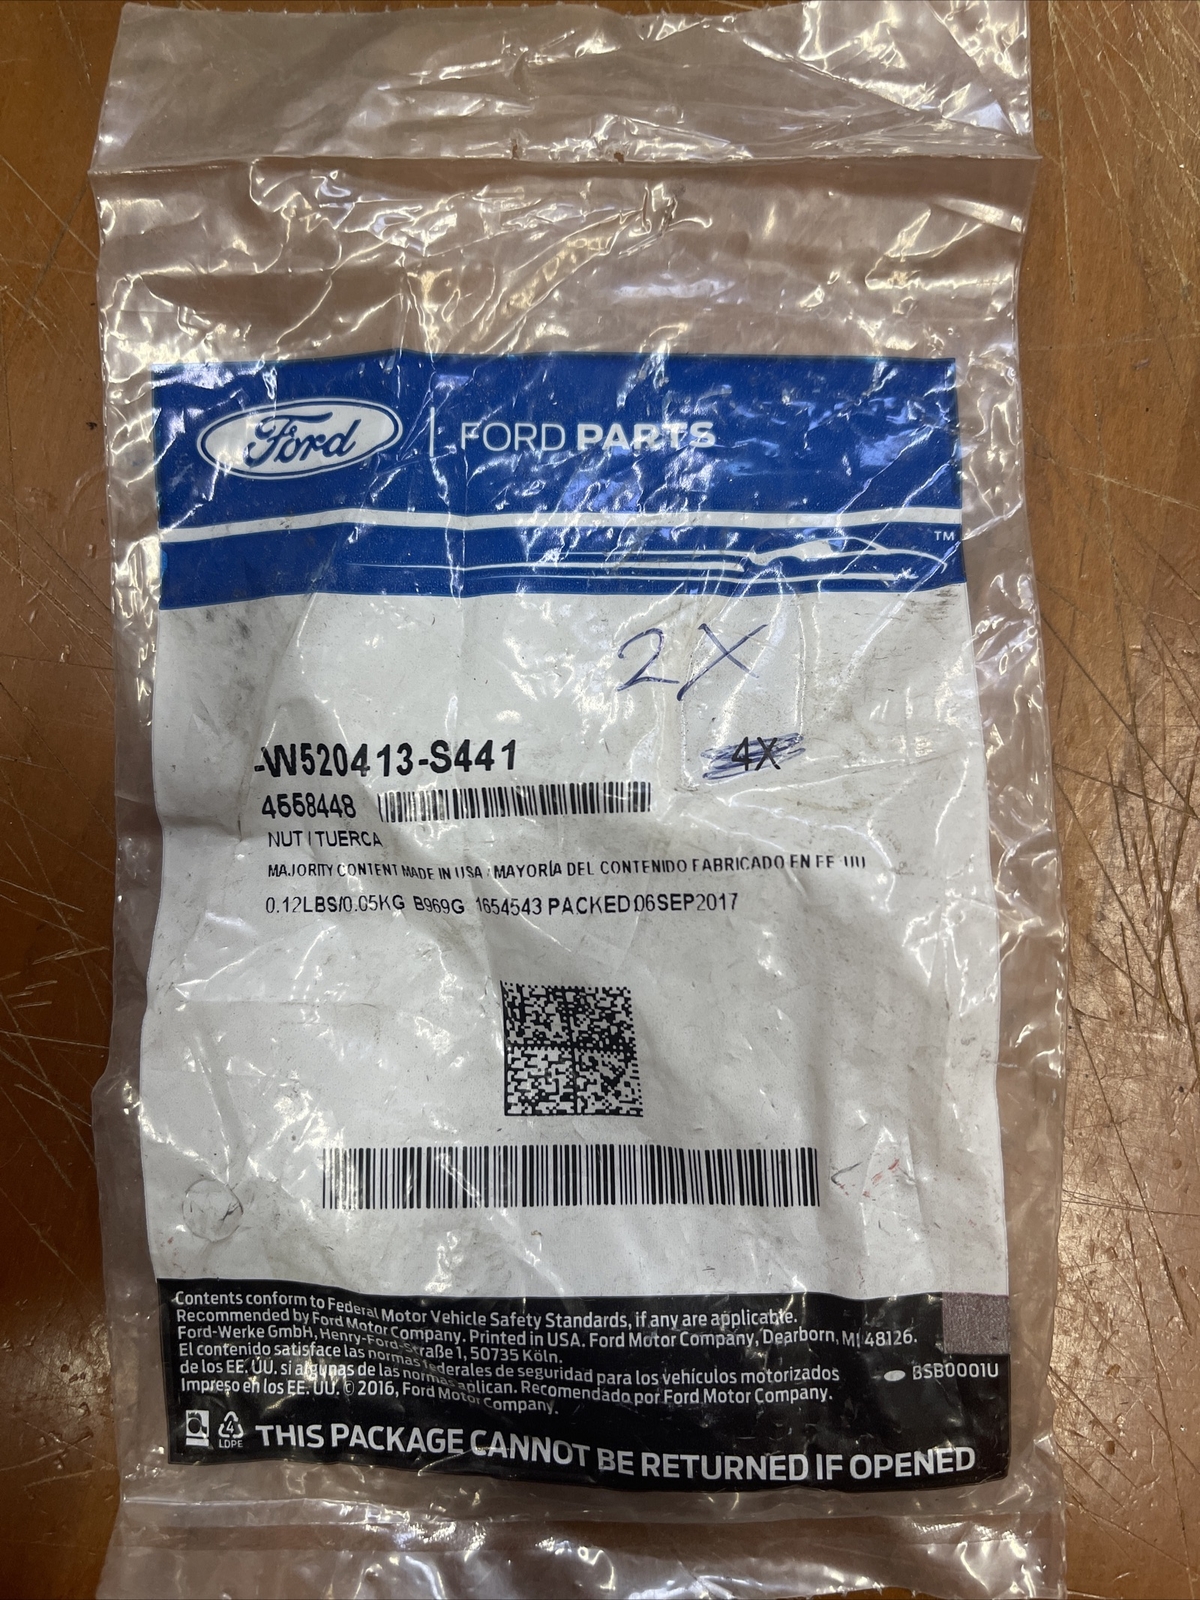 Ford | FORD PARTS
TM
2X
-W520413-S441
4X
4558448
NUT | TUERCA
MAJORITY CONTENT MADE IN USA / MAYORÍA DEL CONTENIDO FABRICADO EN EE UU
0.12LBS/0.05KG B969G 1654543 PACKED 06SEP2017
Contents conform to Federal Motor Vehicle Safety Standards, if any are applicable.
Recommended by Ford Motor Company. Printed in USA. Ford Motor Company, Dearborn, MI 48126.
Ford-Werke GmbH, Henry-Ford-Straße 1, 50735 Köln.
El contenido satisface las normas federales de seguridad para los vehículos motorizados
de los EE. UU. si algunas de las normas aplican. Recomendado por Ford Motor Company.
Impreso en los EE. UU. © 2016, Ford Motor Company.
BSB0001U
4
LDPE
THIS PACKAGE CANNOT BE RETURNED IF OPENED